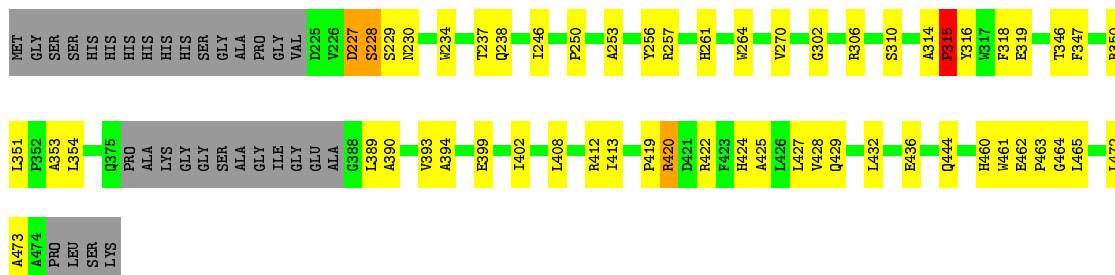 MET GLY SER SER HIS HIS HIS HIS HIS HIS SER GLY ALA PRO GLY VAL D225 V226 D227 S228 S229 N230 W234 T237 Q238 I246 P250 A253 Y256 R257 H261 W264 V270 G302 R306 S310 A314 P315 Y316 W317 F318 E319 T346 F347
L351 P352 A353 L354 Q375 PRO ALA LYS GLY GLY SER ALA GLY ILE GLY GLU ALA G388 L389 A390 V393 A394 E399 I402 L408 R412 I413 P419 R420 D421 R422 F423 H424 A425 L426 L427 V428 Q429 L432 E436 Q444 H460 W461 E462 P463 G464 L465
A473 A474 PRO LEU SER LYS